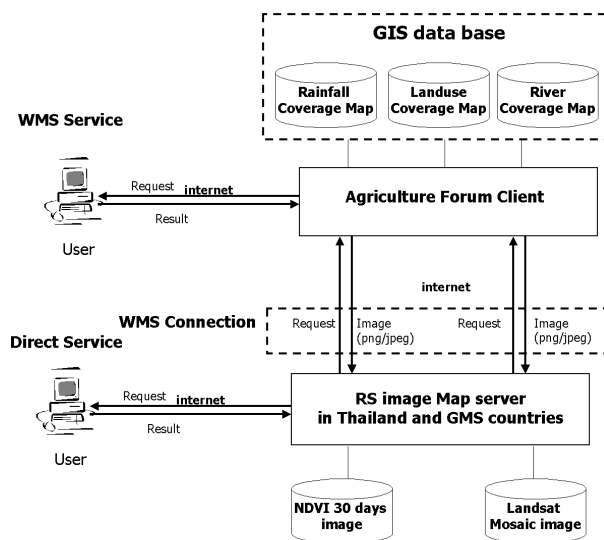 GIS data base
Rainfall
Coverage Map
Landuse
Coverage Map
River
Coverage Map
WMS Service
Request
internet
Result
User
Agriculture Forum Client
internet
WMS Connection
Request
Image
(png/jpeg)
Request
Image
(png/jpeg)
Direct Service
Request
internet
Result
User
RS image Map server
in Thailand and GMS countries
NDVI 30 days
image
Landsat
Mosaic image